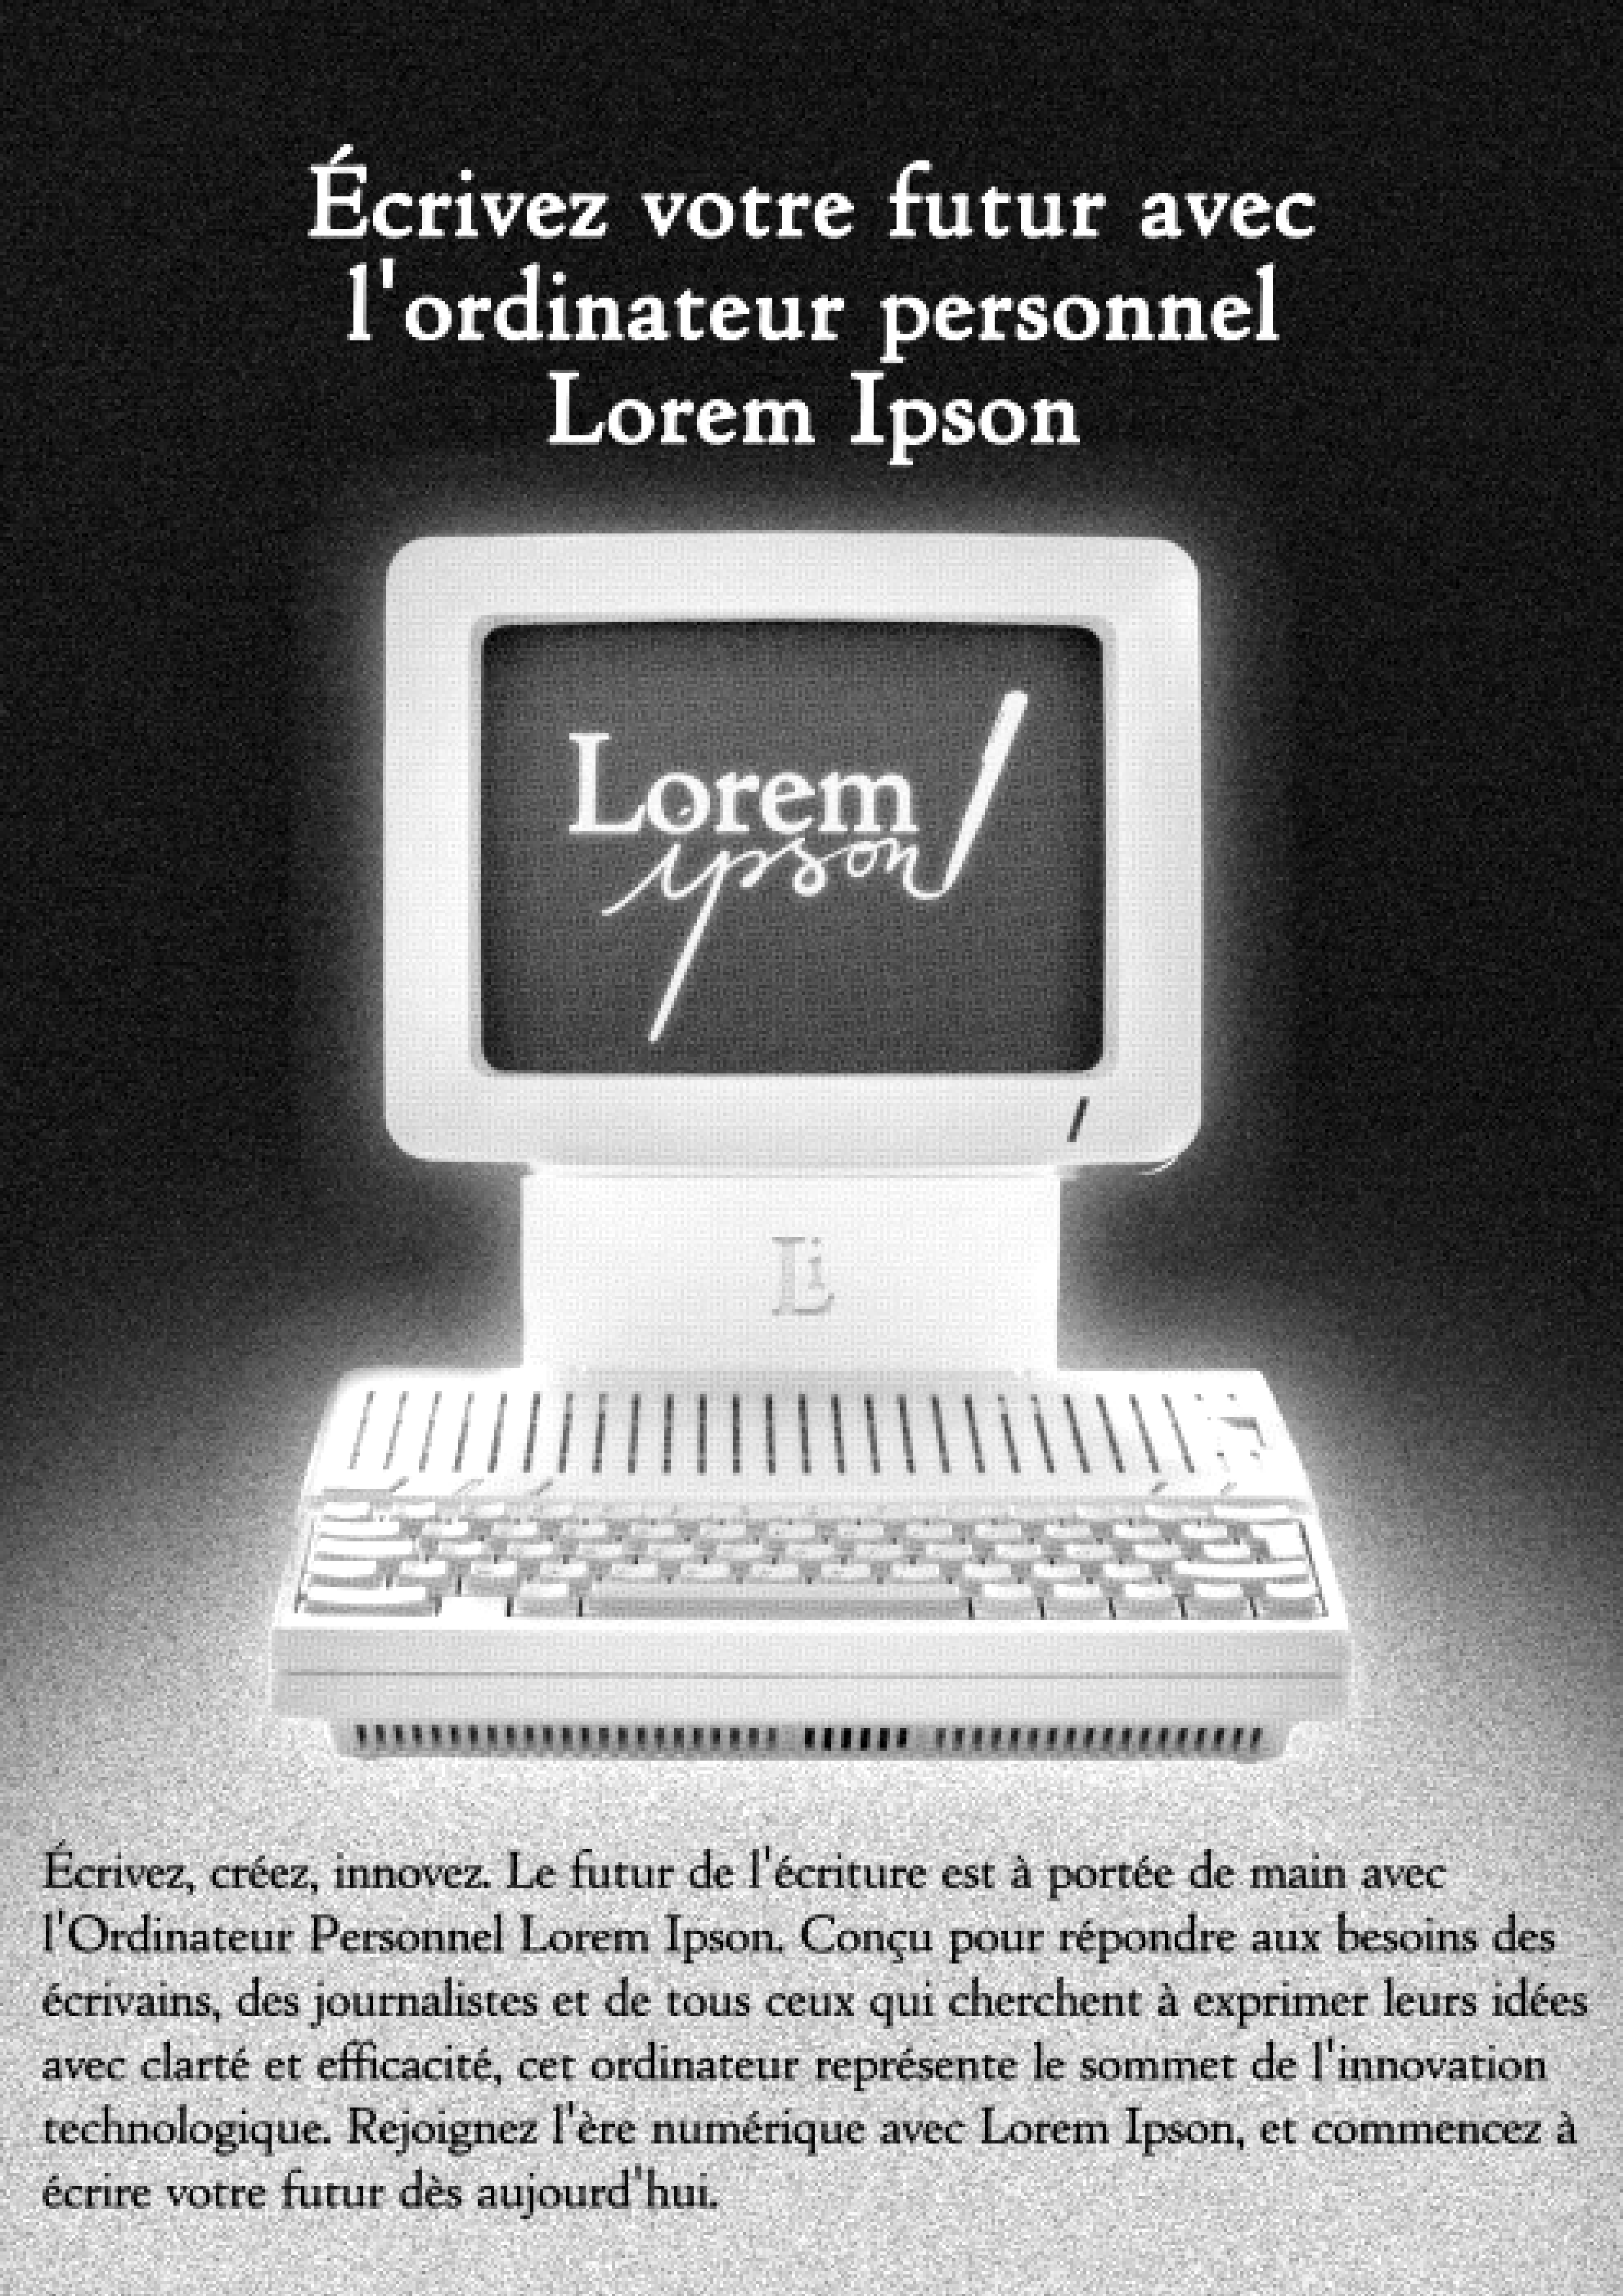 Écrivez votre futur avec
l'ordinateur personnel
Lorem Ipson
Lorem
ipson
Li
Écrivez, créez, innovez. Le futur de l'écriture est à portée de main avec
l'Ordinateur Personnel Lorem Ipson. Conçu pour répondre aux besoins des
écrivains, des journalistes et de tous ceux qui cherchent à exprimer leurs idées
avec clarté et efficacité, cet ordinateur représente le sommet de l'innovation
technologique. Rejoignez l'ère numérique avec Lorem Ipson, et commencez à
écrire votre futur dès aujourd'hui.